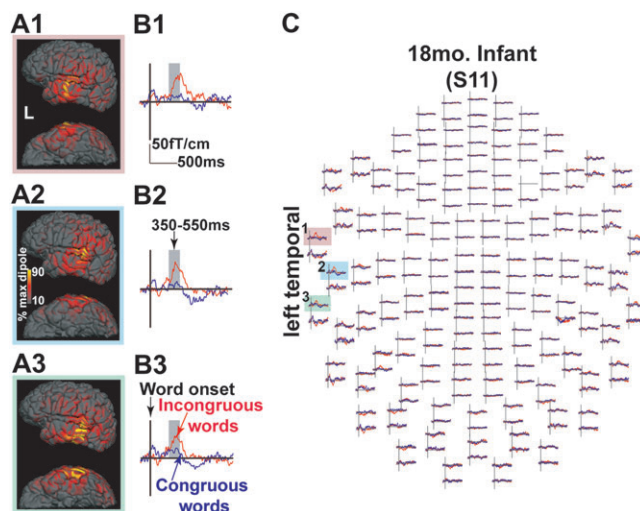 A1
B1
C
18mo. Infant
(S11)
L
50fT/cm
500ms
A2
B2
350-550ms
% max dipole
90
10
left temporal
1
2
3
A3
B3
Word onset
Incongruous
words
Congruous
words